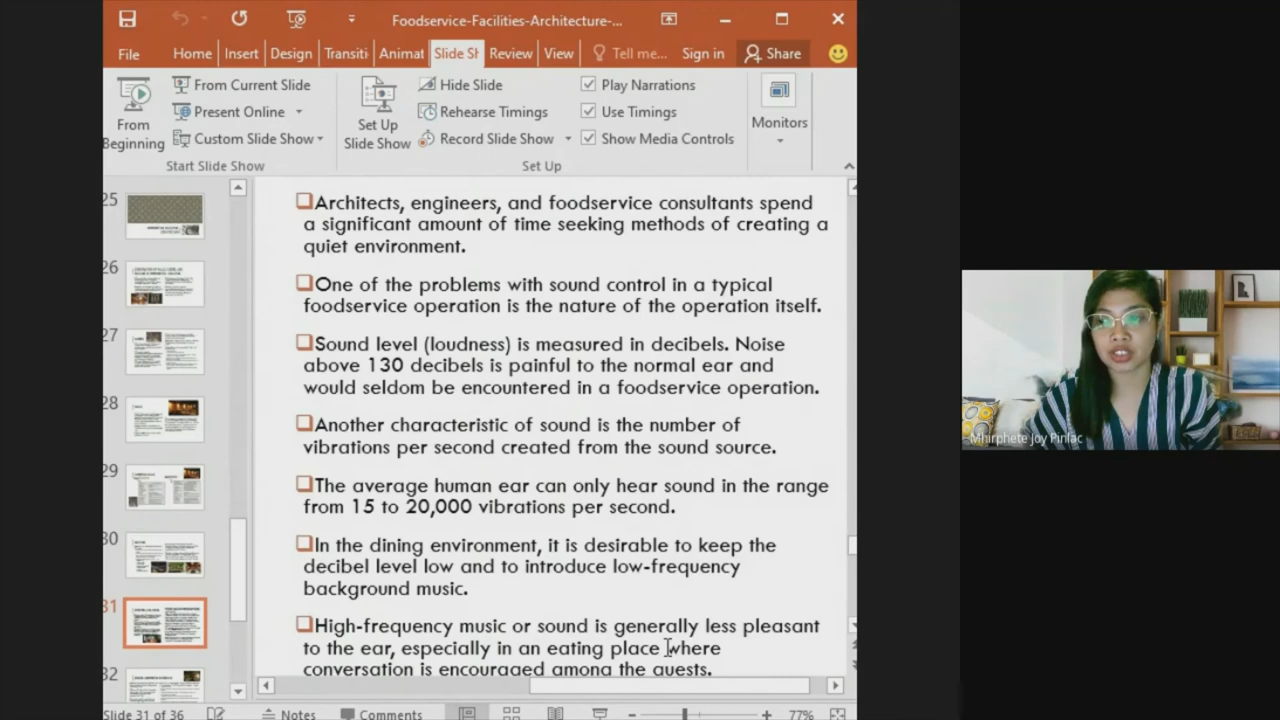 Foodservice-Facilities-Architecture-...
File Home Insert Design Transiti Animat Slide Sh Review View Tell me... Sign in Share
From Beginning
From Current Slide
Present Online
Custom Slide Show
Start Slide Show
Set Up
Slide Show
Hide Slide
Rehearse Timings
Record Slide Show
Play Narrations
Use Timings
Show Media Controls
Set Up
Monitors
25
26
27
28
29
30
31
32
Architects, engineers, and foodservice consultants spend
a significant amount of time seeking methods of creating a
quiet environment.
One of the problems with sound control in a typical
foodservice operation is the nature of the operation itself.
Sound level (loudness) is measured in decibels. Noise
above 130 decibels is painful to the normal ear and
would seldom be encountered in a foodservice operation.
Another characteristic of sound is the number of
vibrations per second created from the sound source.
The average human ear can only hear sound in the range
from 15 to 20,000 vibrations per second.
In the dining environment, it is desirable to keep the
decibel level low and to introduce low-frequency
background music.
High-frequency music or sound is generally less pleasant
to the ear, especially in an eating place where
conversation is encouraged among the guests.
Slide 31 of 36 Notes Comments 77%
Mhirphete Joy Pinlac